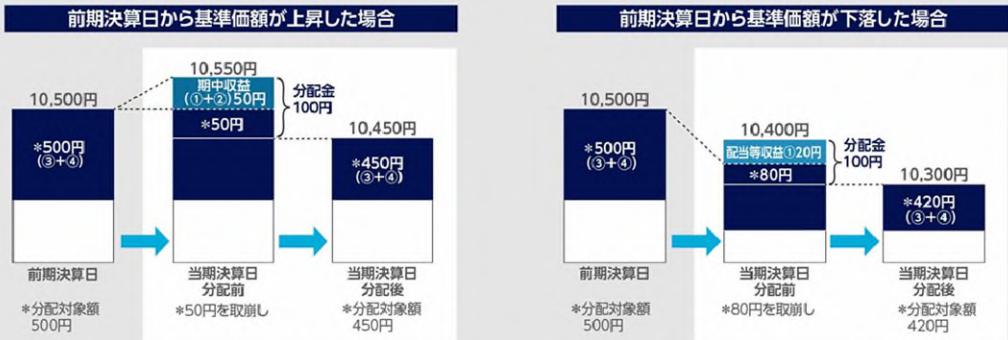 前期決算日から基準価額が上昇した場合
10,500円
*500円
(③+④)
前期決算日
*分配対象額
500円
10,550円
期中収益
(①+②)50円
*50円
分配金
100円
当期決算日
分配前
*50円を取崩し
10,450円
*450円
(③+④)
当期決算日
分配後
*分配対象額
450円
前期決算日から基準価額が下落した場合
10,500円
*500円
(③+④)
前期決算日
*分配対象額
500円
10,400円
配当等収益①20円
*80円
分配金
100円
当期決算日
分配前
*80円を取崩し
10,300円
*420円
(③+④)
当期決算日
分配後
*分配対象額
420円